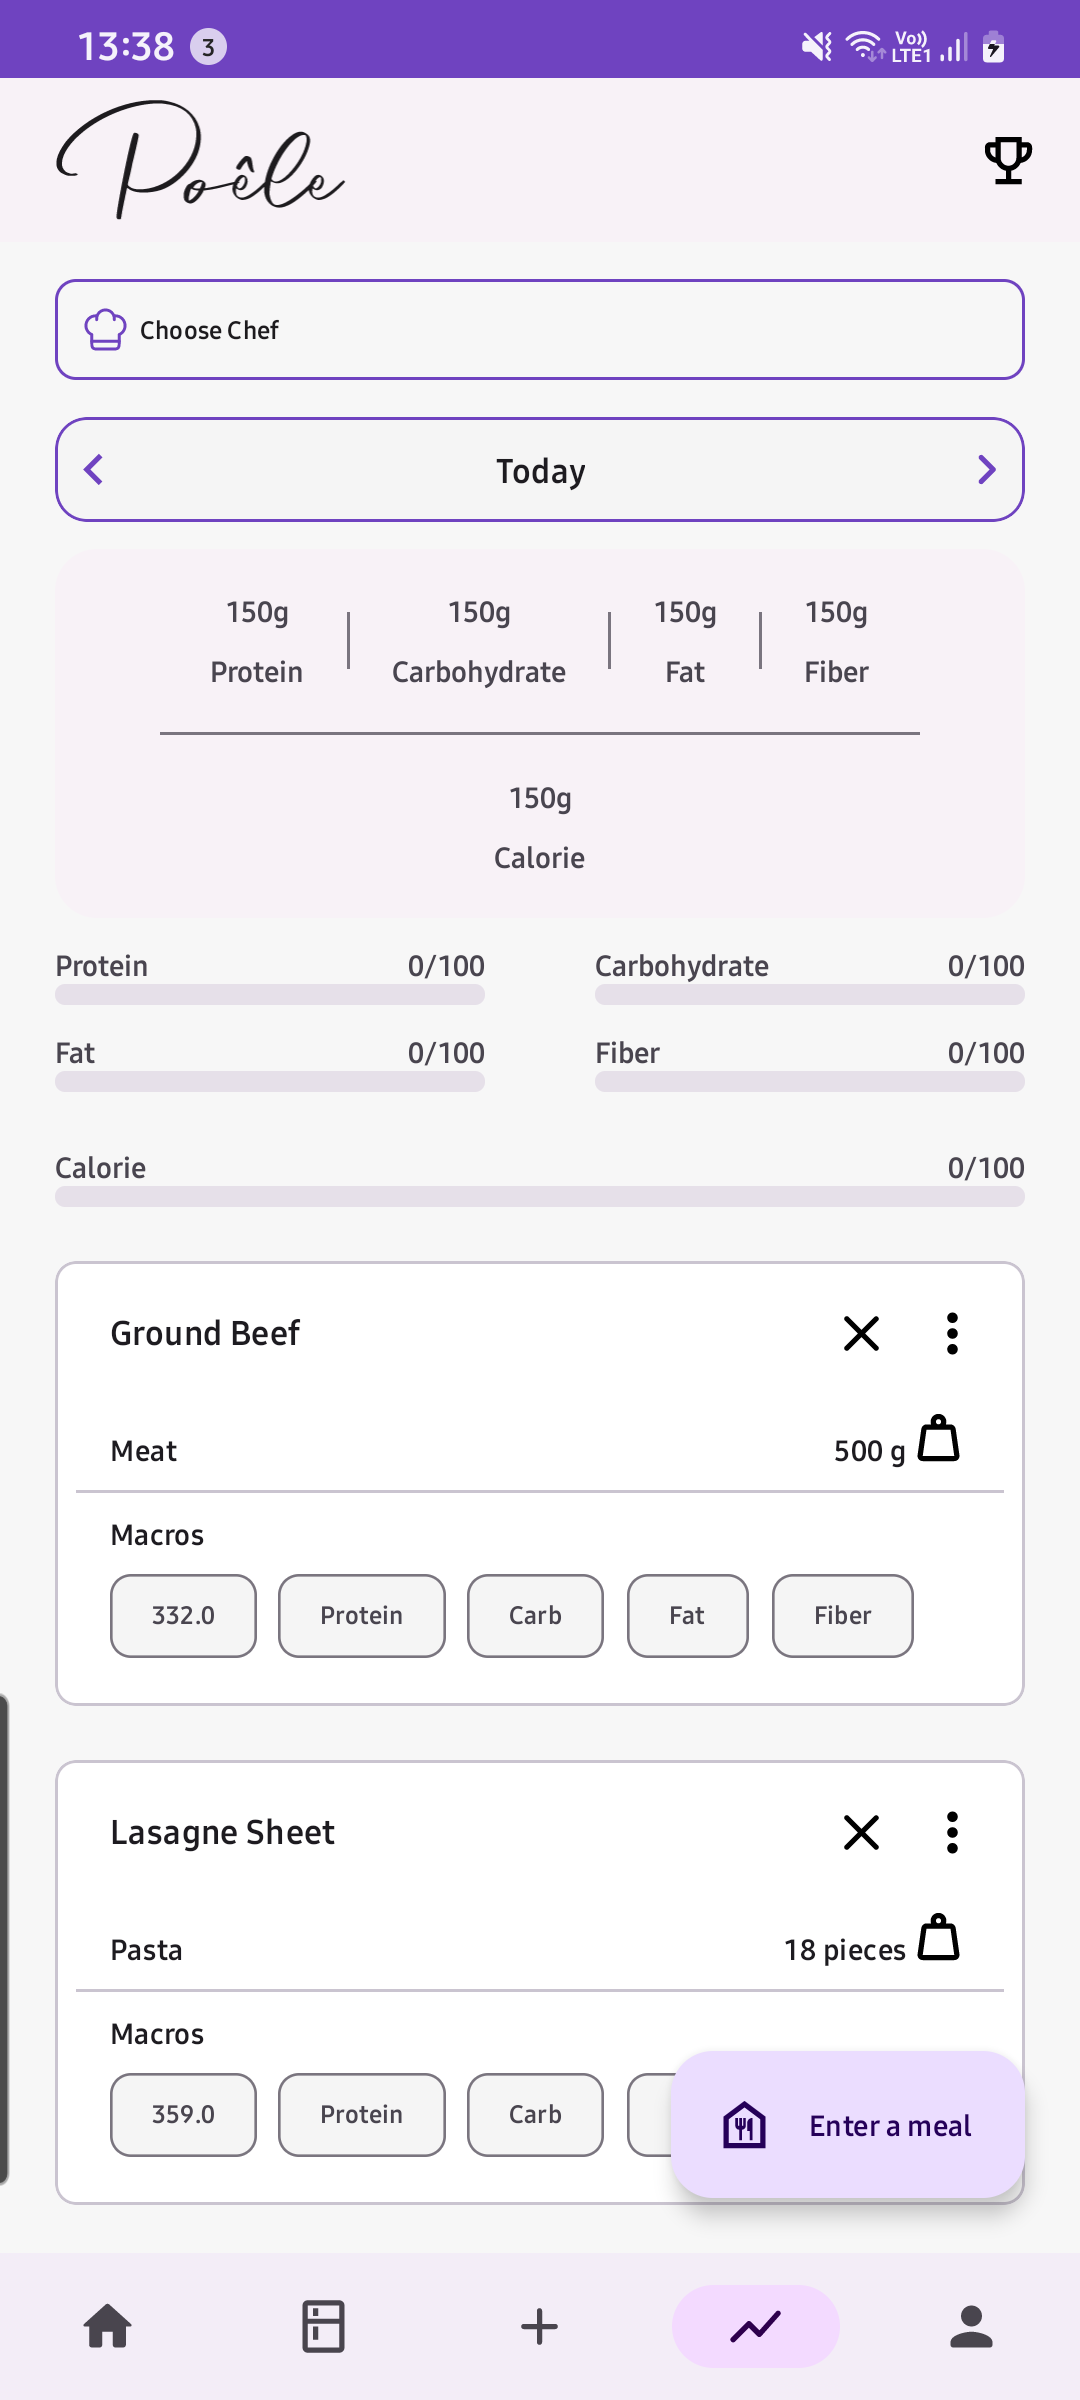 13:38 3 Vo)) LTE1
Poêle
Choose Chef
Today
150g 150g 150g 150g
Protein Carbohydrate Fat Fiber
150g
Calorie
Protein 0/100 Carbohydrate 0/100
Fat 0/100 Fiber 0/100
Calorie 0/100
Ground Beef
Meat 500 g
Macros
332.0 Protein Carb Fat Fiber
Lasagne Sheet
Pasta 18 pieces
Macros
359.0 Protein Carb
Enter a meal